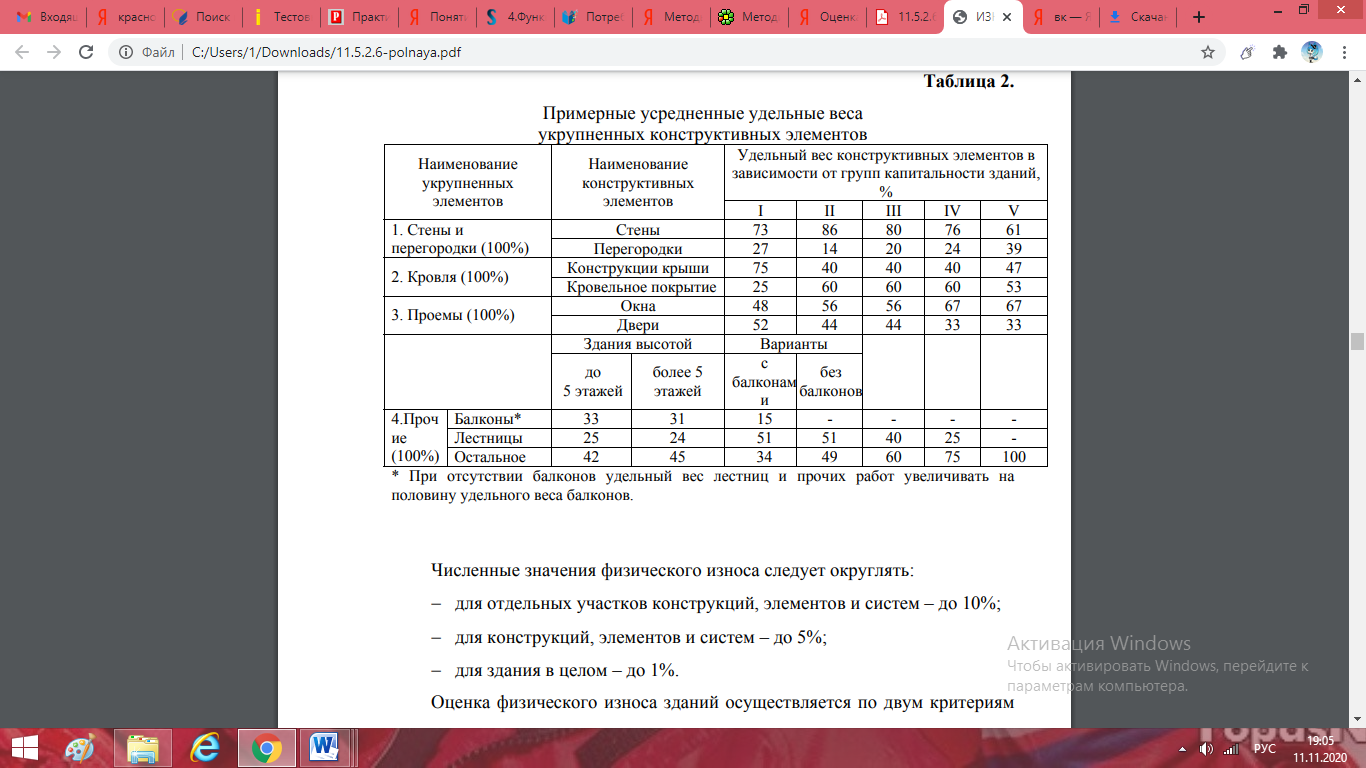 Входящ
красно
Поиск
Тестов
Практи
Понят
4.Функ
Потреб
Метод
Метод
Оценк
11.5.2.6
ИЗ
вк — Я
Скачан
Файл | C:/Users/1/Downloads/11.5.2.6-polnaya.pdf
Таблица 2.
Примерные усредненные удельные веса
укрупненных конструктивных элементов
Наименование укрупненных элементов | Наименование конструктивных элементов | Удельный вес конструктивных элементов в зависимости от групп капитальности зданий, %
I II III IV V
1. Стены и перегородки (100%) Стены 73 86 80 76 61
Перегородки 27 14 20 24 39
2. Кровля (100%) Конструкции крыши 75 40 40 40 47
Кровельное покрытие 25 60 60 60 53
3. Проемы (100%) Окна 48 56 56 67 67
Двери 52 44 44 33 33
Здания высотой Варианты
до 5 этажей | более 5 этажей | с балконам и | без балконов
4.Проч ие (100%) Балконы* 33 31 15 - - - -
Лестницы 25 24 51 51 40 25 -
Остальное 42 45 34 49 60 75 100
* При отсутствии балконов удельный вес лестниц и прочих работ увеличивать на
половину удельного веса балконов.
Численные значения физического износа следует округлять:
– для отдельных участков конструкций, элементов и систем – до 10%;
– для конструкций, элементов и систем – до 5%;
– для здания в целом – до 1%.
Оценка физического износа зданий осуществляется по двум критериям
Активация Windows
Чтобы активировать Windows, перейдите к
параметрам компьютера.
РУС
19:05
11.11.2020